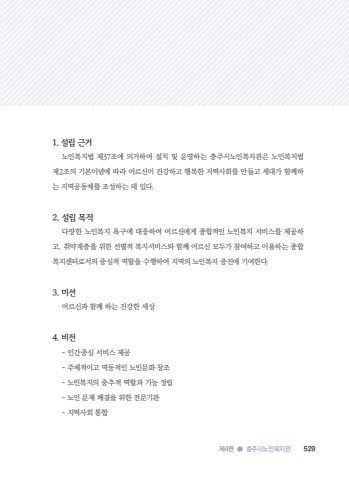 1. 설립 근거
노인복지법 제37조에 의거하여 설치 및 운영하는 충주시노인복지관은 노인복지법
제2조의 기본이념에 따라 어르신이 건강하고 행복한 지역사회를 만들고 세대가 함께하
는 지역공동체를 조성하는 데 있다.
2. 설립 목적
다양한 노인복지 욕구에 대응하여 어르신에게 종합적인 노인복지 서비스를 제공하
고, 취약계층을 위한 선별적 복지서비스와 함께 어르신 모두가 참여하고 이용하는 종합
복지센터로서의 중심적 역할을 수행하여 지역의 노인복지 증진에 기여한다.
3. 미션
어르신과 함께 하는 건강한 세상
4. 비전
- 인간중심 서비스 제공
- 주체적이고 역동적인 노인문화 창조
- 노인복지의 중추적 역할과 기능 정립
- 노인 문제 해결을 위한 전문기관
- 지역사회 통합
제4편 ● 충주시노인복지관 529